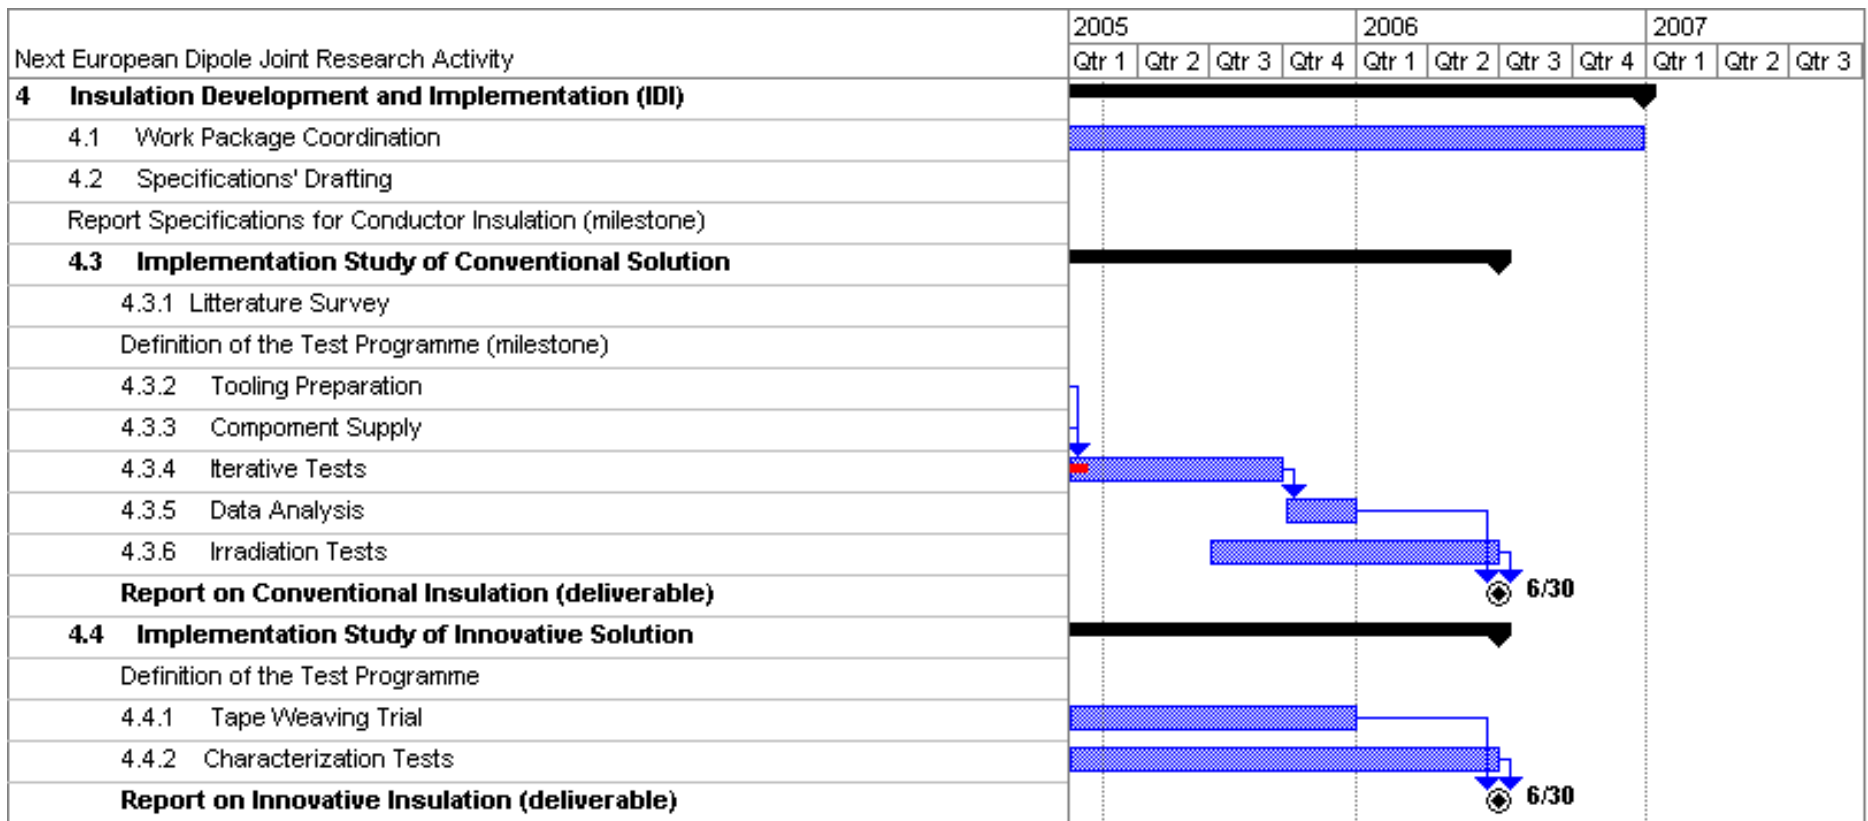 2005 2006 2007
Next European Dipole Joint Research Activity Qtr 1 Qtr 2 Qtr 3 Qtr 4 Qtr 1 Qtr 2 Qtr 3 Qtr 4 Qtr 1 Qtr 2 Qtr 3
4 Insulation Development and Implementation (IDI)
4.1 Work Package Coordination
4.2 Specifications' Drafting
Report Specifications for Conductor Insulation (milestone)
4.3 Implementation Study of Conventional Solution
4.3.1 Litterature Survey
Definition of the Test Programme (milestone)
4.3.2 Tooling Preparation
4.3.3 Compoment Supply
4.3.4 Iterative Tests
4.3.5 Data Analysis
4.3.6 Irradiation Tests
Report on Conventional Insulation (deliverable) 6/30
4.4 Implementation Study of Innovative Solution
Definition of the Test Programme
4.4.1 Tape Weaving Trial
4.4.2 Characterization Tests
Report on Innovative Insulation (deliverable) 6/30